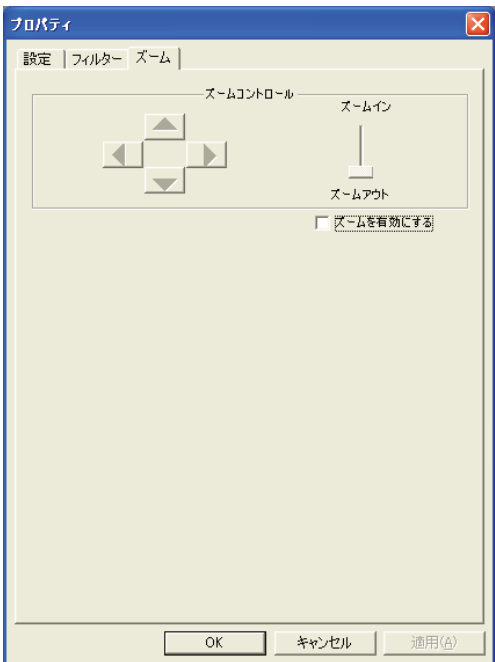 プロパティ
設定 フィルター ズーム
ズームコントロール
ズームイン
ズームアウト
ズームを有効にする
OK キャンセル 適用(A)